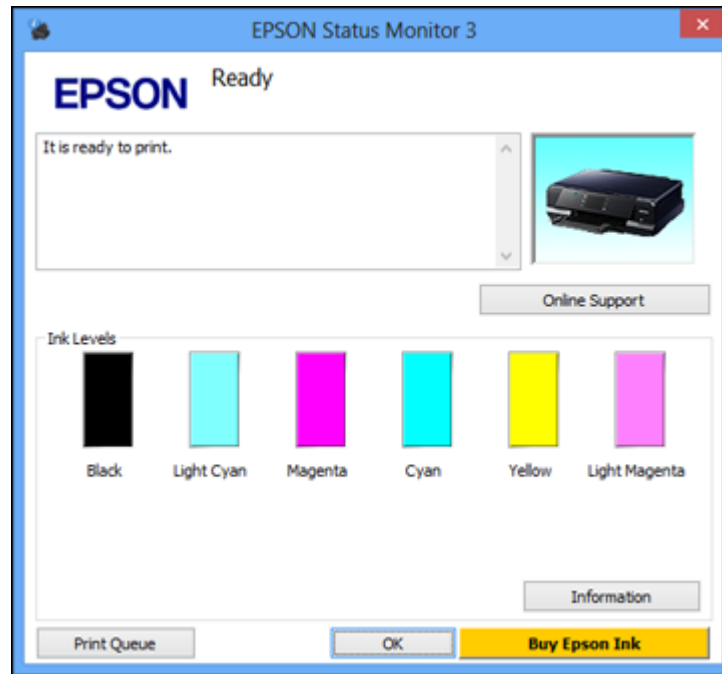 EPSON Status Monitor 3
EPSON
Ready
It is ready to print.
Online Support
Ink Levels
Black Light Cyan Magenta Cyan Yellow Light Magenta
Information
Print Queue OK Buy Epson Ink